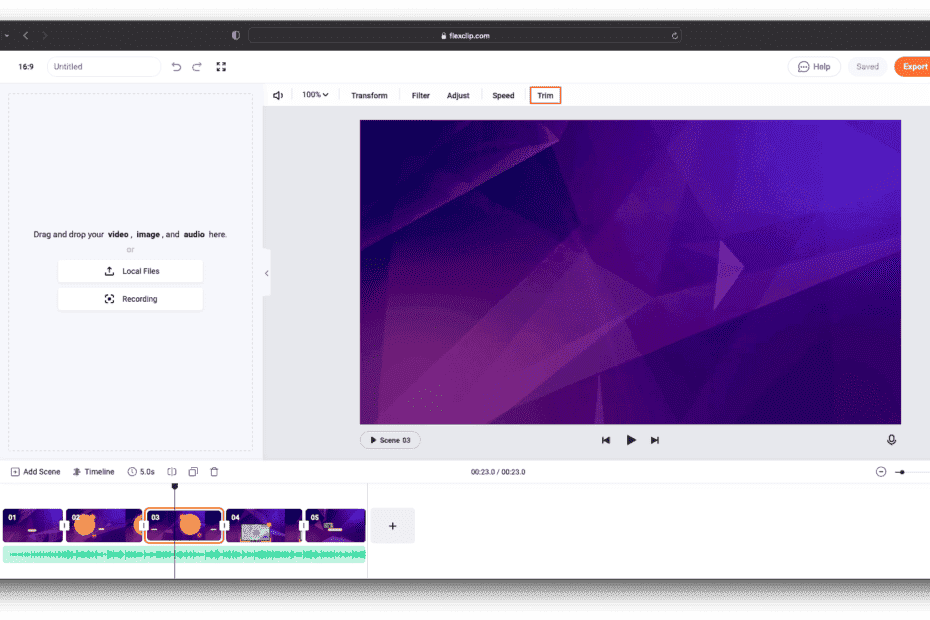 flexclip.com
16:9 Untitled Help Saved Export
100% Transform Filter Adjust Speed Trim
Drag and drop your video, image, and audio here.
or
Local Files
Recording
Scene 03
Add Scene Timeline 5.0s 00:23.0 / 00:23.0
01 02 03 04 05